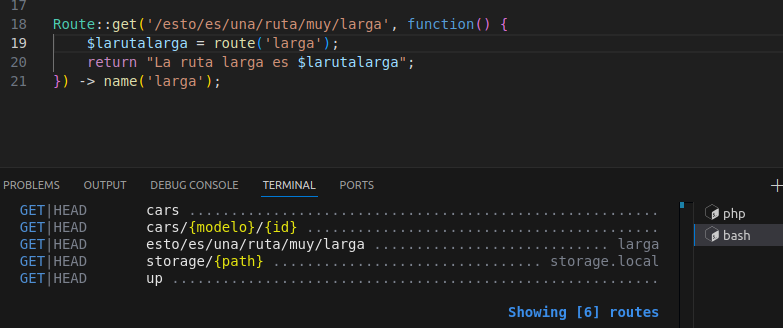 17
18 Route::get('/esto/es/una/ruta/muy/larga', function() {
19 $larutalarga = route('larga');
20 return "La ruta larga es $larutalarga";
21 }) -> name('larga');
PROBLEMS OUTPUT DEBUG CONSOLE TERMINAL PORTS
GET|HEAD cars ........................................................
php
GET|HEAD cars/{modelo}/{id} ..........................................
bash
GET|HEAD esto/es/una/ruta/muy/larga ............................... larga
GET|HEAD storage/{path} ................................ storage.local
GET|HEAD up ..........................................................
Showing [6] routes